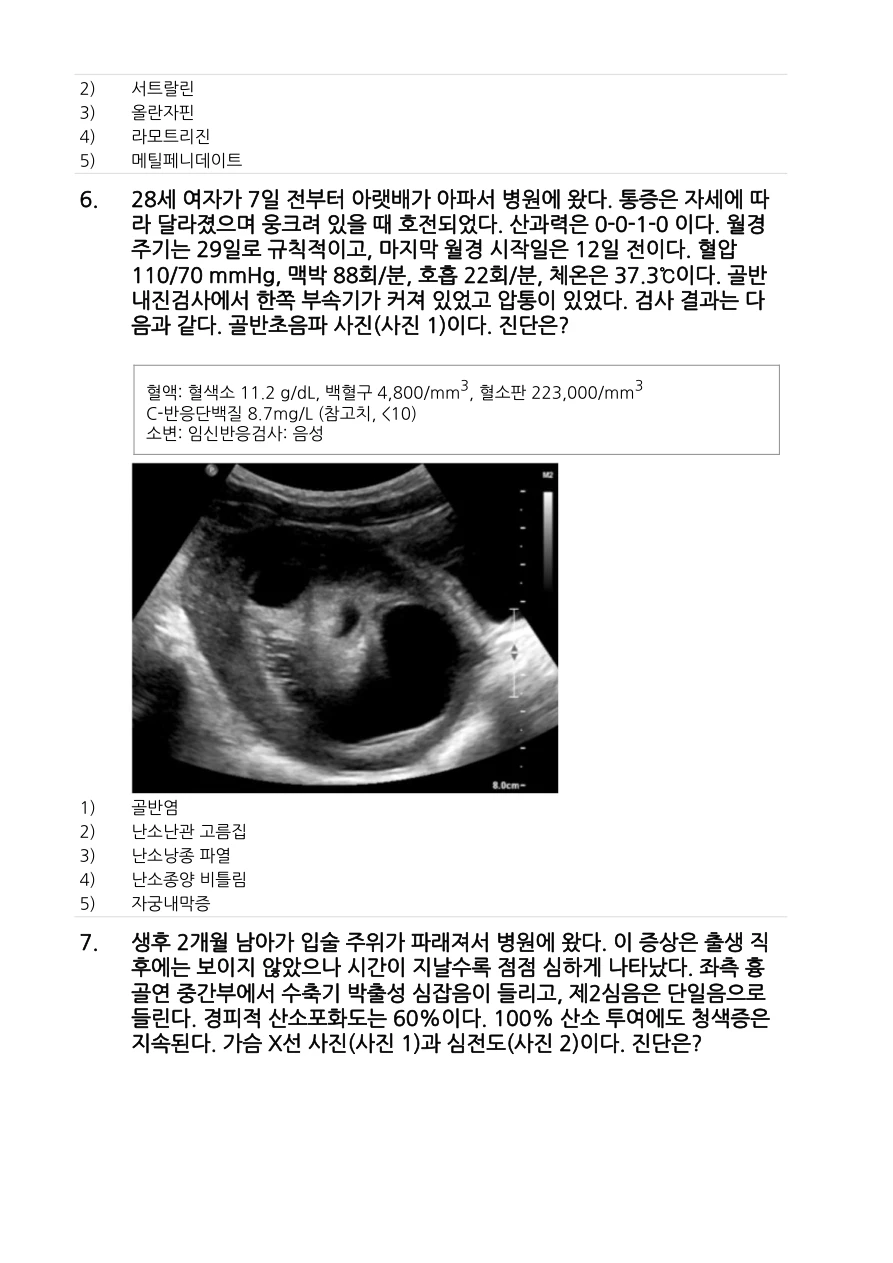 2) 서트랄린
3) 올란자핀
4) 라모트리진
5) 메틸페니데이트
6. 28세 여자가 7일 전부터 아랫배가 아파서 병원에 왔다. 통증은 자세에 따
라 달라졌으며 웅크려 있을 때 호전되었다. 산과력은 0-0-1-0 이다. 월경
주기는 29일로 규칙적이고, 마지막 월경 시작일은 12일 전이다. 혈압
110/70 mmHg, 맥박 88회/분, 호흡 22회/분, 체온은 37.3℃이다. 골반
내진검사에서 한쪽 부속기가 커져 있었고 압통이 있었다. 검사 결과는 다
음과 같다. 골반초음파 사진(사진 1)이다. 진단은?
혈액: 혈색소 11.2 g/dL, 백혈구 4,800/mm³, 혈소판 223,000/mm³
C-반응단백질 8.7mg/L (참고치, <10)
소변: 임신반응검사: 음성
M2
8.0cm
1) 골반염
2) 난소난관 고름집
3) 난소낭종 파열
4) 난소종양 비틀림
5) 자궁내막증
7. 생후 2개월 남아가 입술 주위가 파래져서 병원에 왔다. 이 증상은 출생 직
후에는 보이지 않았으나 시간이 지날수록 점점 심하게 나타났다. 좌측 흉
골연 중간부에서 수축기 박출성 심잡음이 들리고, 제2심음은 단일음으로
들린다. 경피적 산소포화도는 60%이다. 100% 산소 투여에도 청색증은
지속된다. 가슴 X선 사진(사진 1)과 심전도(사진 2)이다. 진단은?